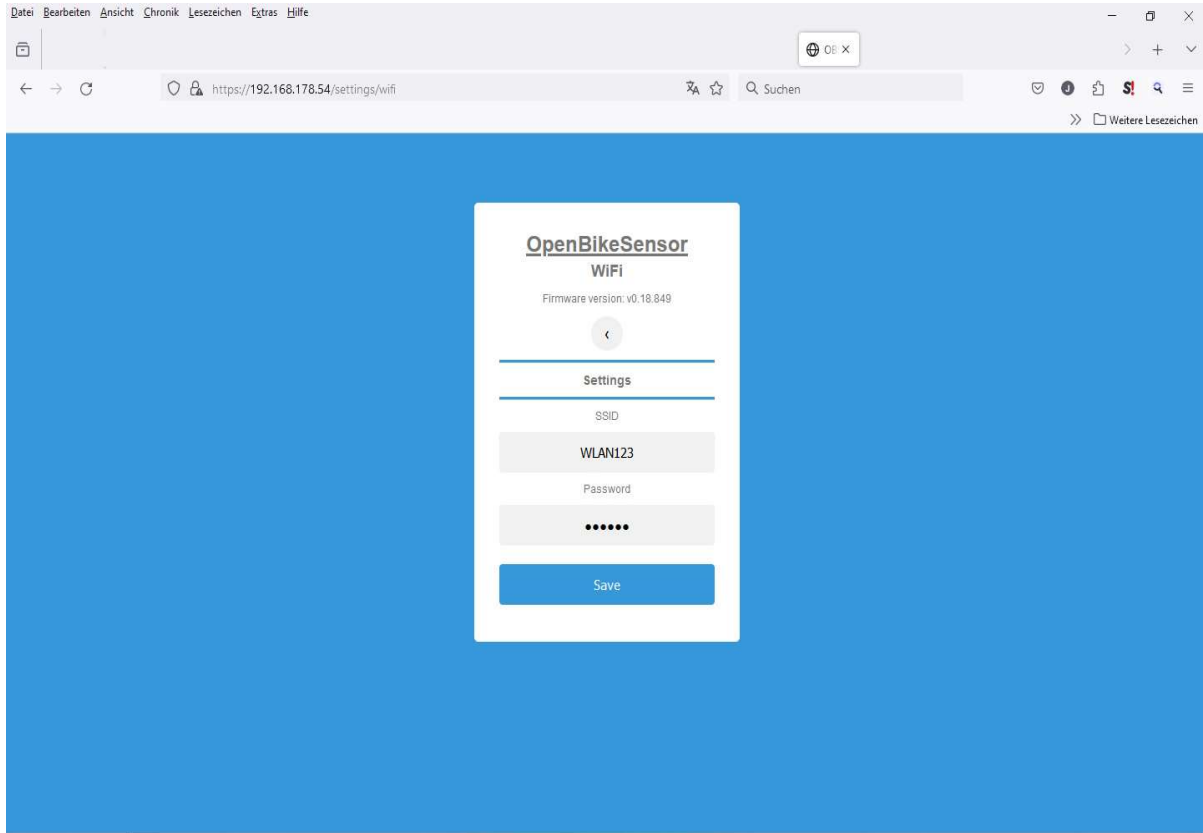 Datei Bearbeiten Ansicht Chronik Lesezeichen Extras Hilfe
OB
https://192.168.178.54/settings/wifi
Suchen
Weitere Lesezeichen
OpenBikeSensor
WiFi
Firmware version: v0.18.849
Settings
SSID
WLAN123
Password
••••••
Save